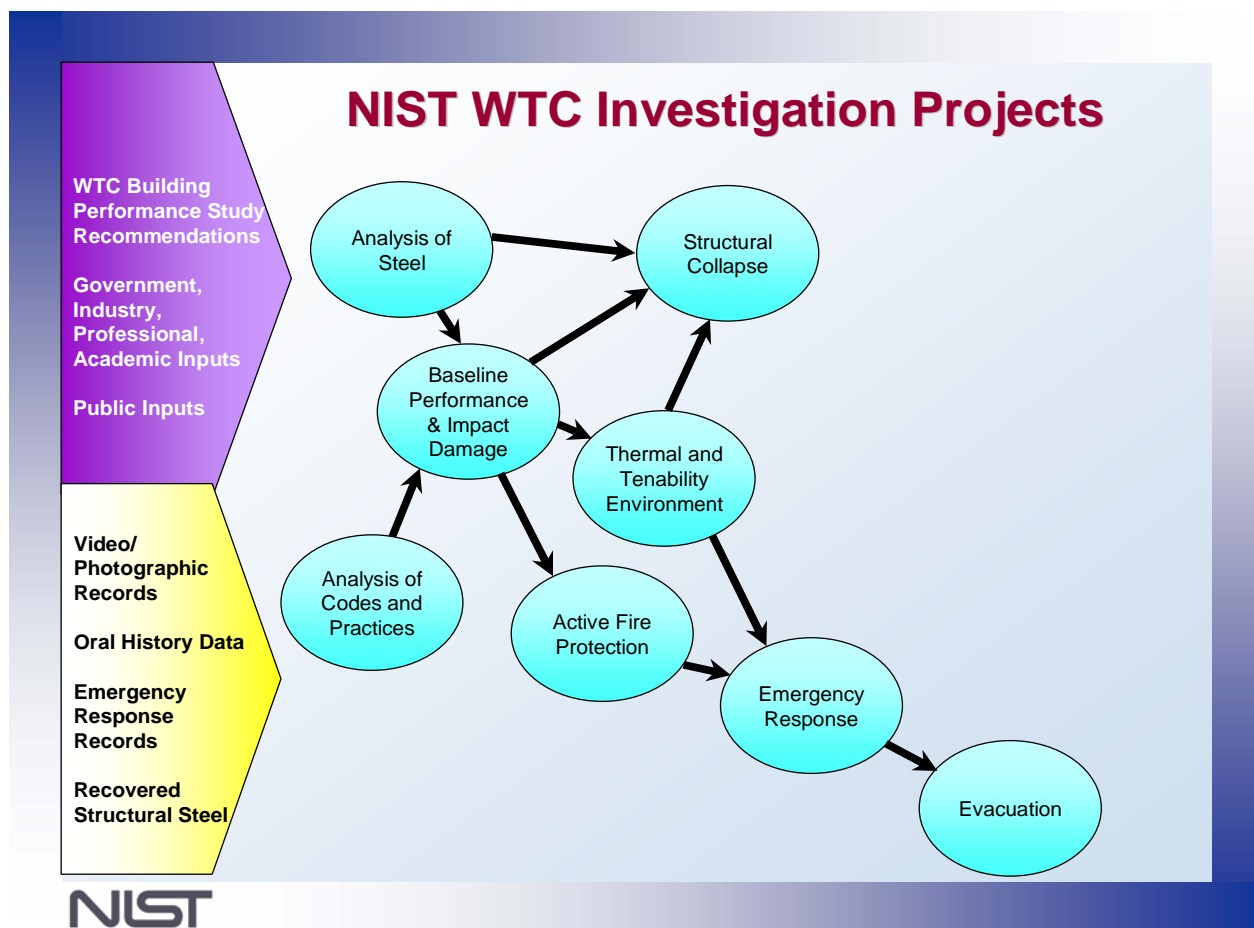 NIST WTC Investigation Projects
WTC Building
Performance Study
Recommendations
Government,
Industry,
Professional,
Academic Inputs
Public Inputs
Video/
Photographic
Records
Oral History Data
Emergency
Response
Records
Recovered
Structural Steel
Analysis of
Steel
Structural
Collapse
Baseline
Performance
& Impact
Damage
Thermal and
Tenability
Environment
Analysis of
Codes and
Practices
Active Fire
Protection
Emergency
Response
Evacuation
NIST